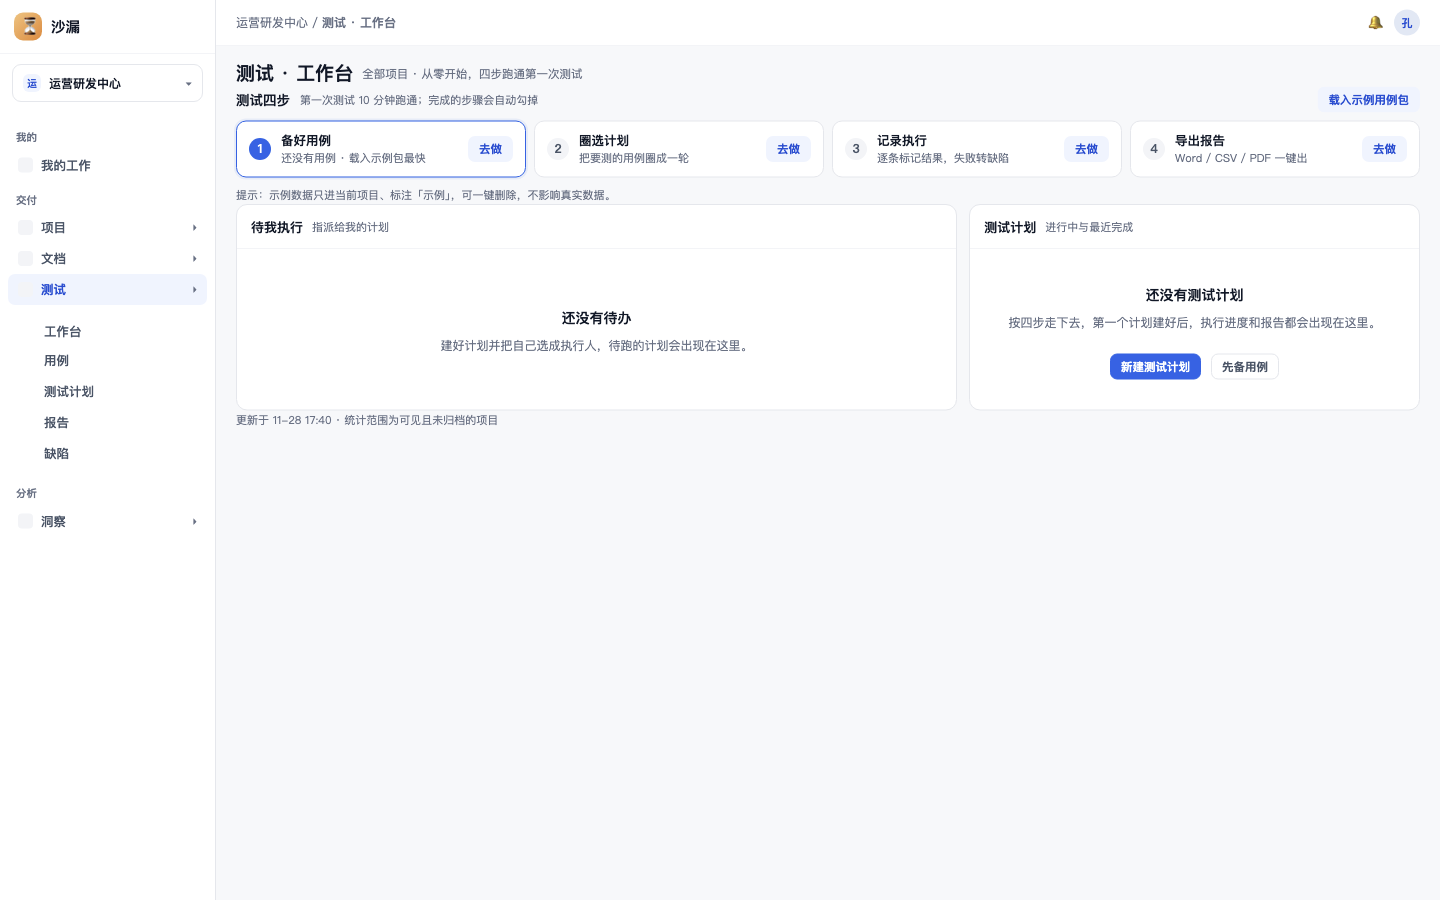 沙漏
运 运营研发中心
我的
我的工作
交付
项目
文档
测试
工作台
用例
测试计划
报告
缺陷
分析
洞察
运营研发中心 / 测试 · 工作台
孔
测试 · 工作台 全部项目 · 从零开始，四步跑通第一次测试
测试四步 第一次测试 10 分钟跑通；完成的步骤会自动勾掉
载入示例用例包
1 备好用例
还没有用例 · 载入示例包最快
去做
2 圈选计划
把要测的用例圈成一轮
去做
3 记录执行
逐条标记结果，失败转缺陷
去做
4 导出报告
Word / CSV / PDF 一键出
去做
提示：示例数据只进当前项目、标注「示例」，可一键删除，不影响真实数据。
待我执行 指派给我的计划
还没有待办
建好计划并把自己选成执行人，待跑的计划会出现在这里。
测试计划 进行中与最近完成
还没有测试计划
按四步走下去，第一个计划建好后，执行进度和报告都会出现在这里。
新建测试计划 先备用例
更新于 11-28 17:40 · 统计范围为可见且未归档的项目